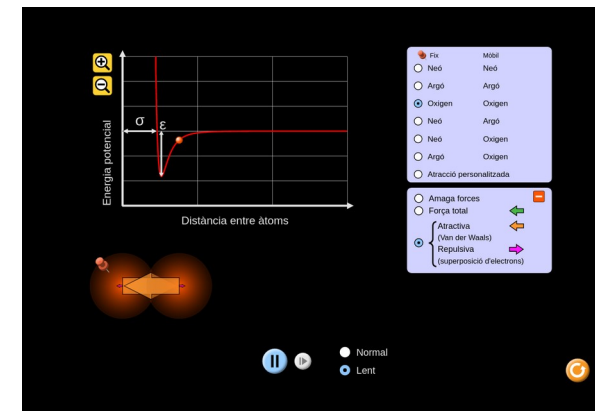 σ
ε
Energia potencial
Distància entre àtoms
Fix Mòbil
Neó Neó
Argó Argó
Oxigen Oxigen
Neó Argó
Neó Oxigen
Argó Oxigen
Atracció personalitzada
Amaga forces
Força total
Atractiva
(Van der Waals)
Repulsiva
(superposició d'electrons)
Normal
Lent